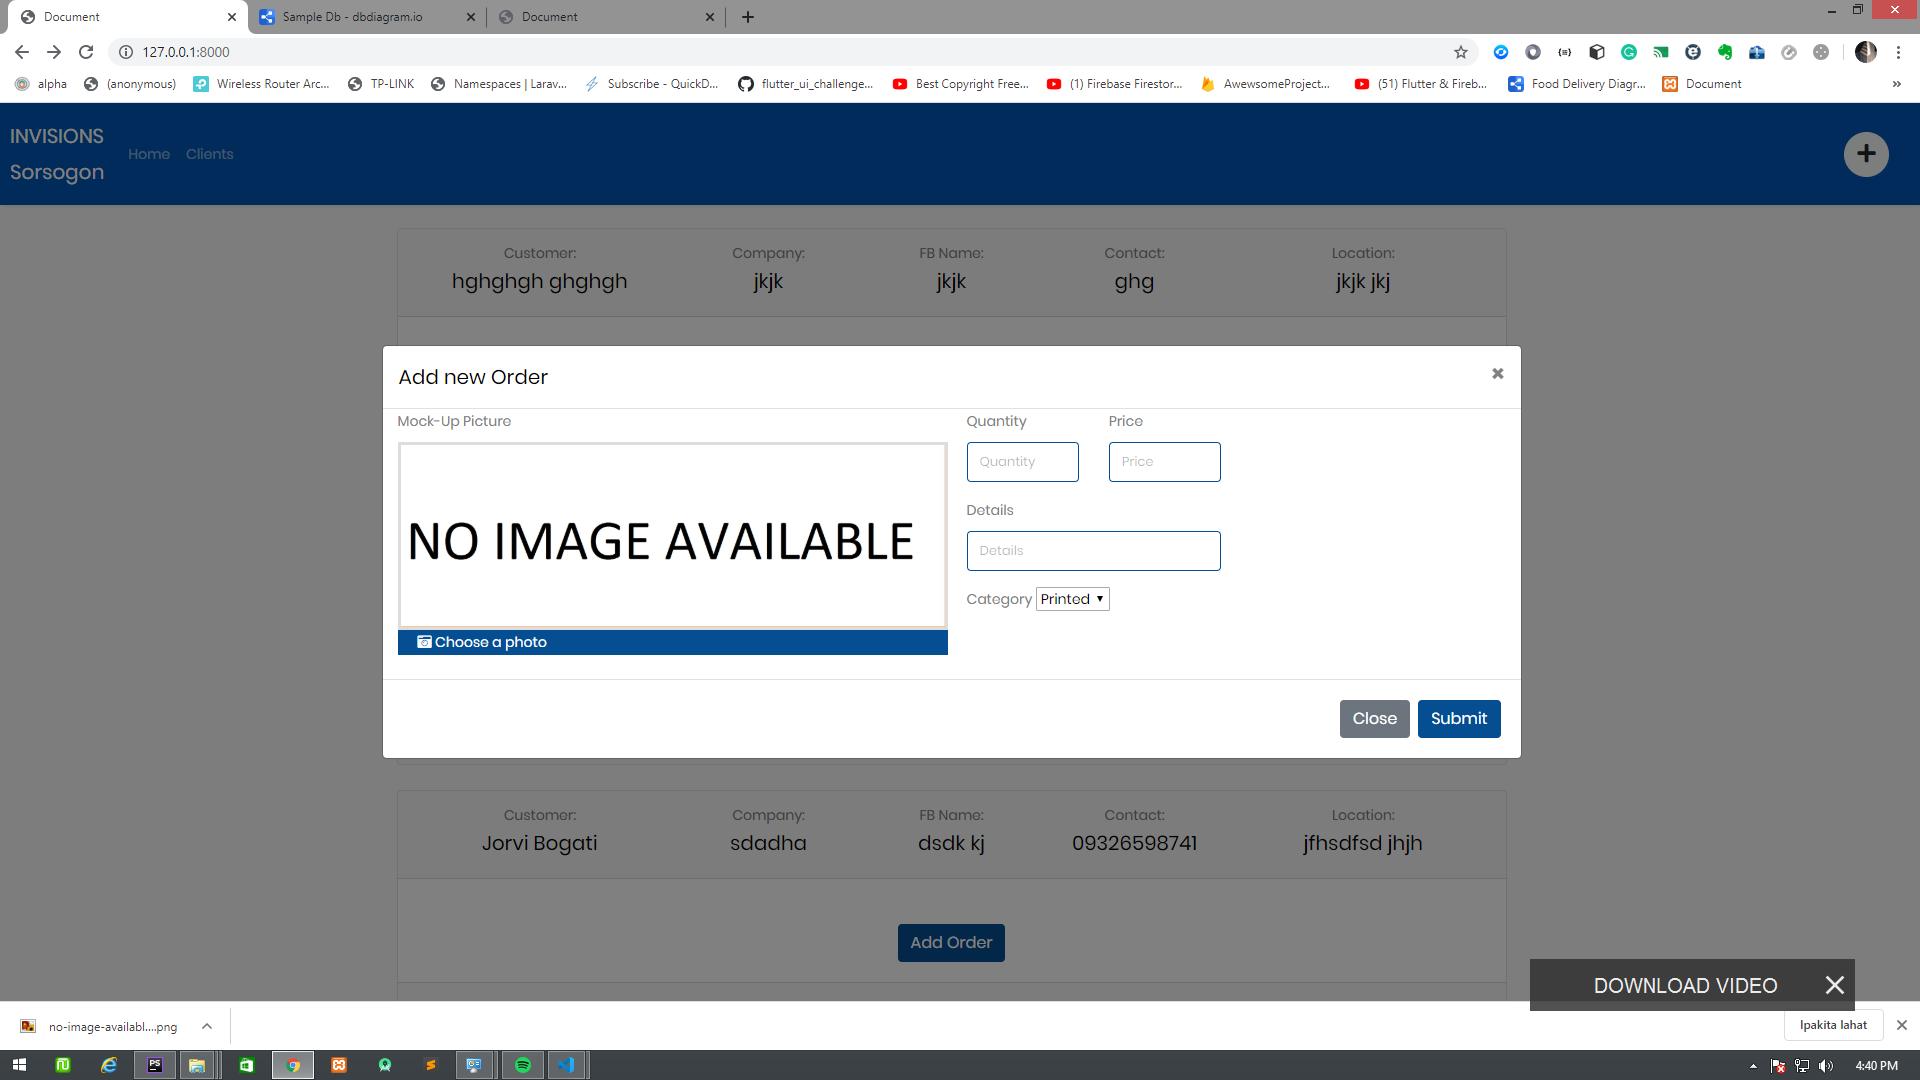 Document
Sample Db - dbdiagram.io
Document
127.0.0.1:8000
alpha
(anonymous)
Wireless Router Arc...
TP-LINK
Namespaces | Larav...
Subscribe - QuickD...
flutter_ui_challenge...
Best Copyright Free...
(1) Firebase Firestor...
AwewsomeProject...
(51) Flutter & Fireb...
Food Delivery Diagr...
Document
INVISIONS
Sorsogon
Home
Clients
Customer: Company: FB Name: Contact: Location:
hghghgh ghghgh jkjk jkjk ghg jkjk jkj
Add new Order
Mock-Up Picture
NO IMAGE AVAILABLE
Choose a photo
Quantity Price
Quantity Price
Details
Details
Category Printed
Close Submit
Customer: Company: FB Name: Contact: Location:
Jorvi Bogati sdadha dsdk kj 09326598741 jfhsdfsd jhjh
Add Order
DOWNLOAD VIDEO
no-image-availabl....png
Ipakita lahat
4:40 PM